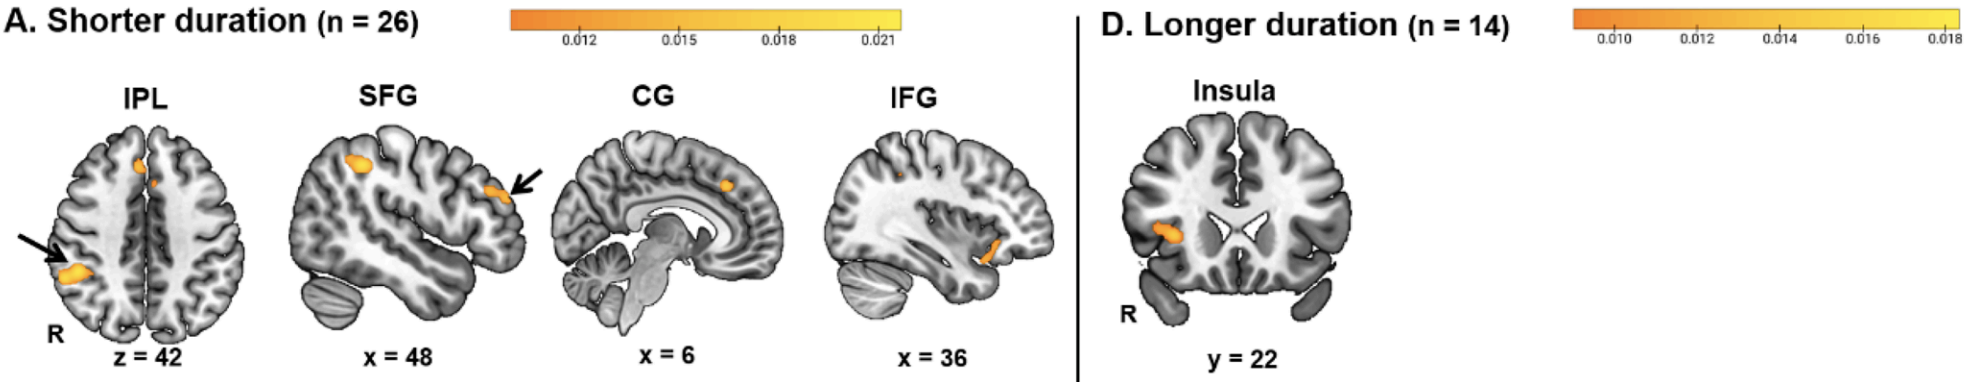 A. Shorter duration (n = 26)
0.012 0.015 0.018 0.021
IPL SFG CG IFG
R
z = 42 x = 48 x = 6 x = 36
D. Longer duration (n = 14)
0.010 0.012 0.014 0.016 0.018
Insula
R
y = 22